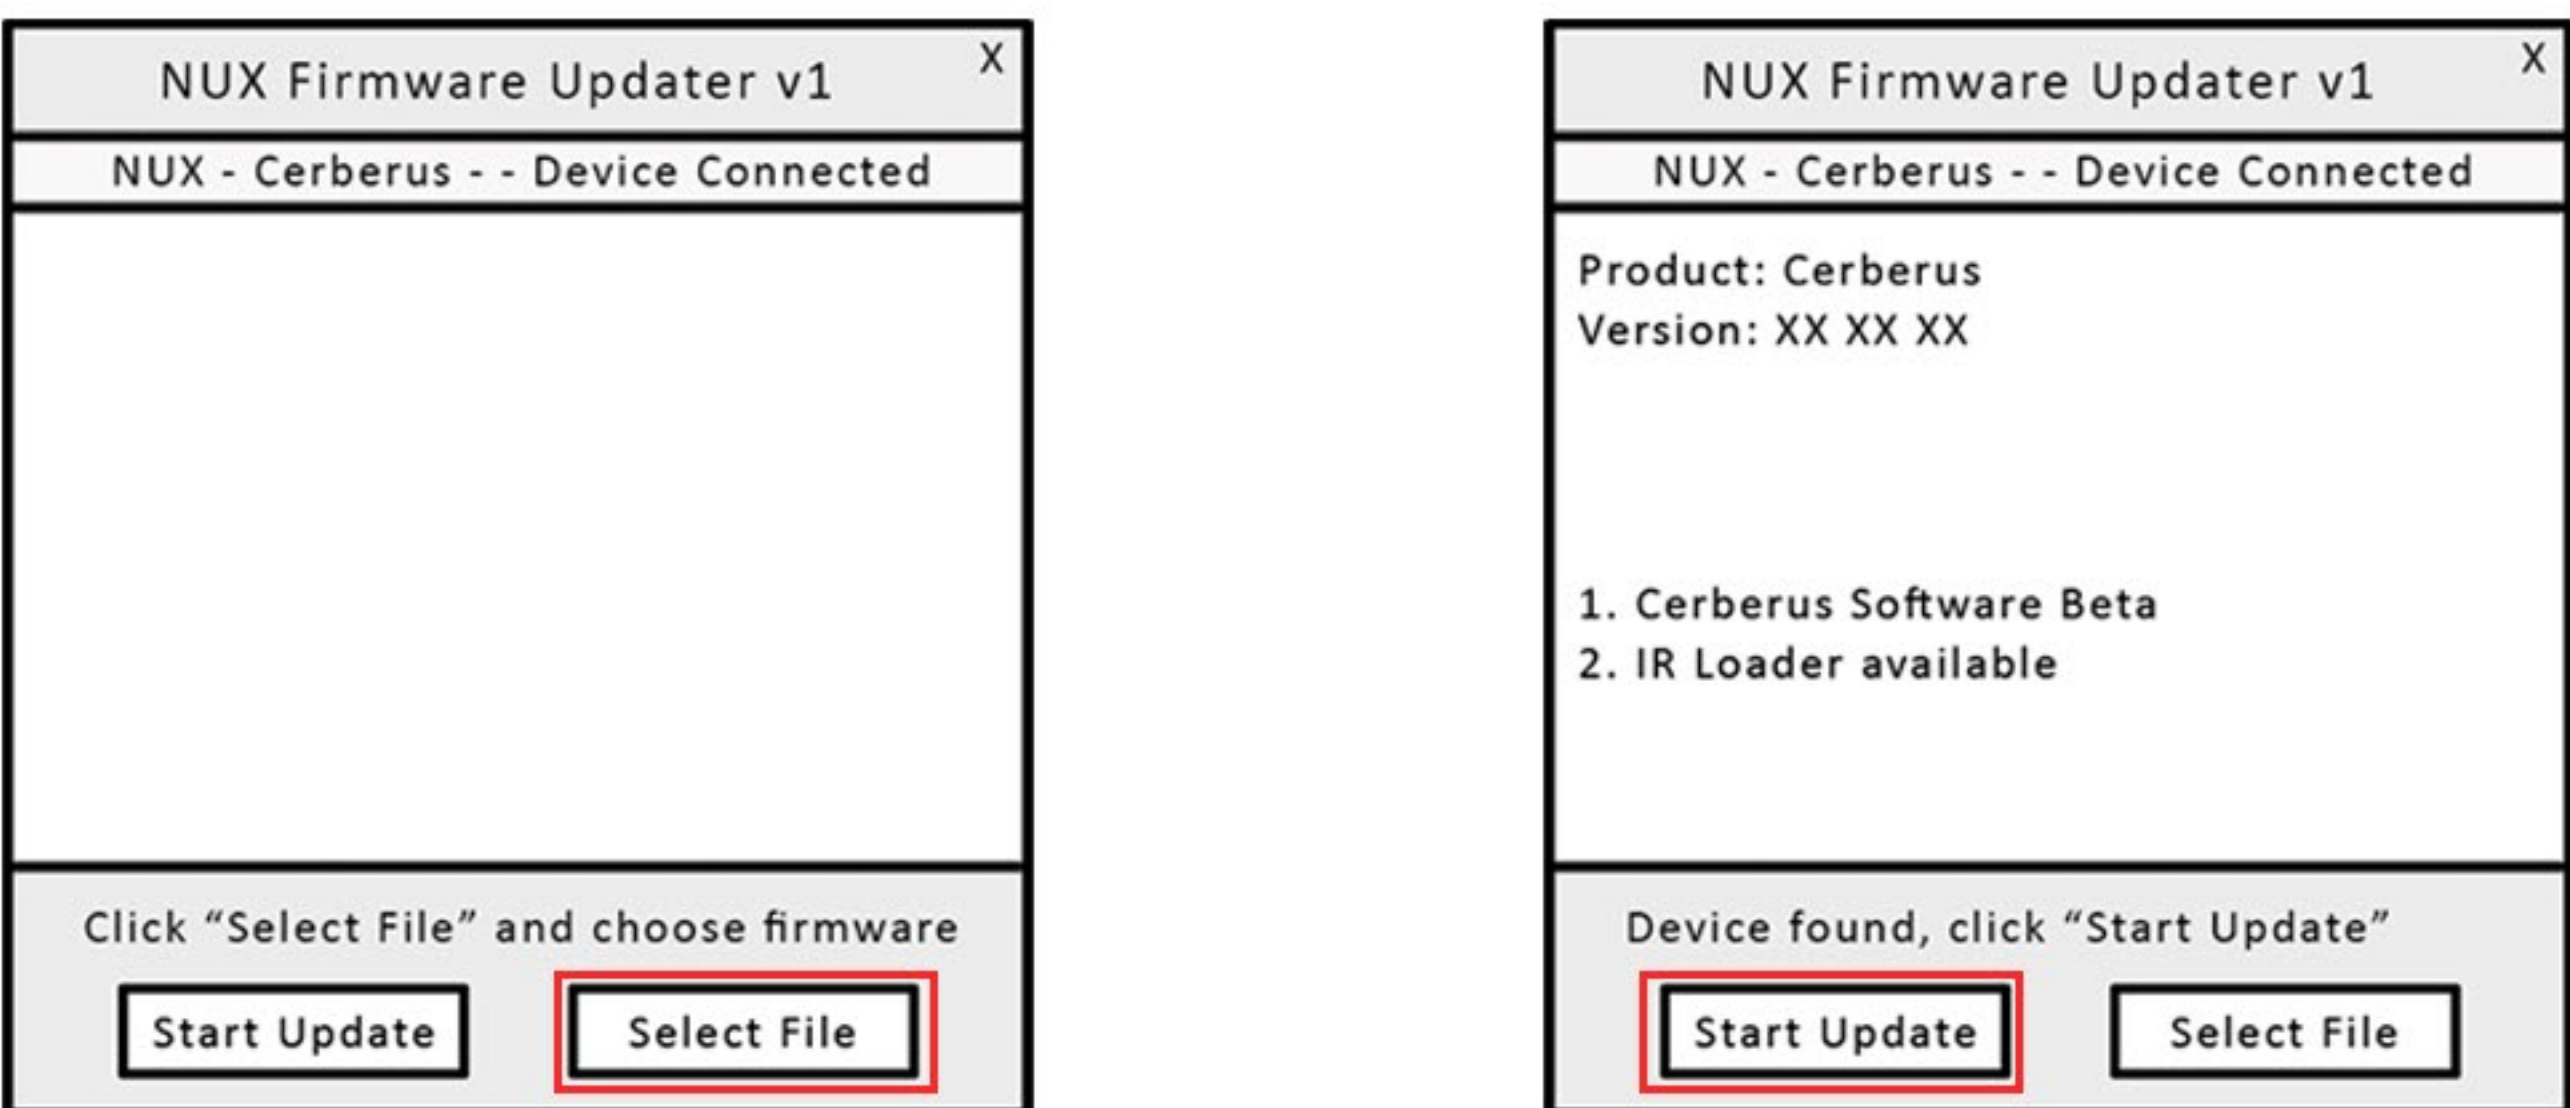 NUX Firmware Updater v1
X
NUX - Cerberus - - Device Connected
Click “Select File” and choose firmware
Start Update
Select File
NUX Firmware Updater v1
X
NUX - Cerberus - - Device Connected
Product: Cerberus
Version: XX XX XX
1. Cerberus Software Beta
2. IR Loader available
Device found, click “Start Update”
Start Update
Select File